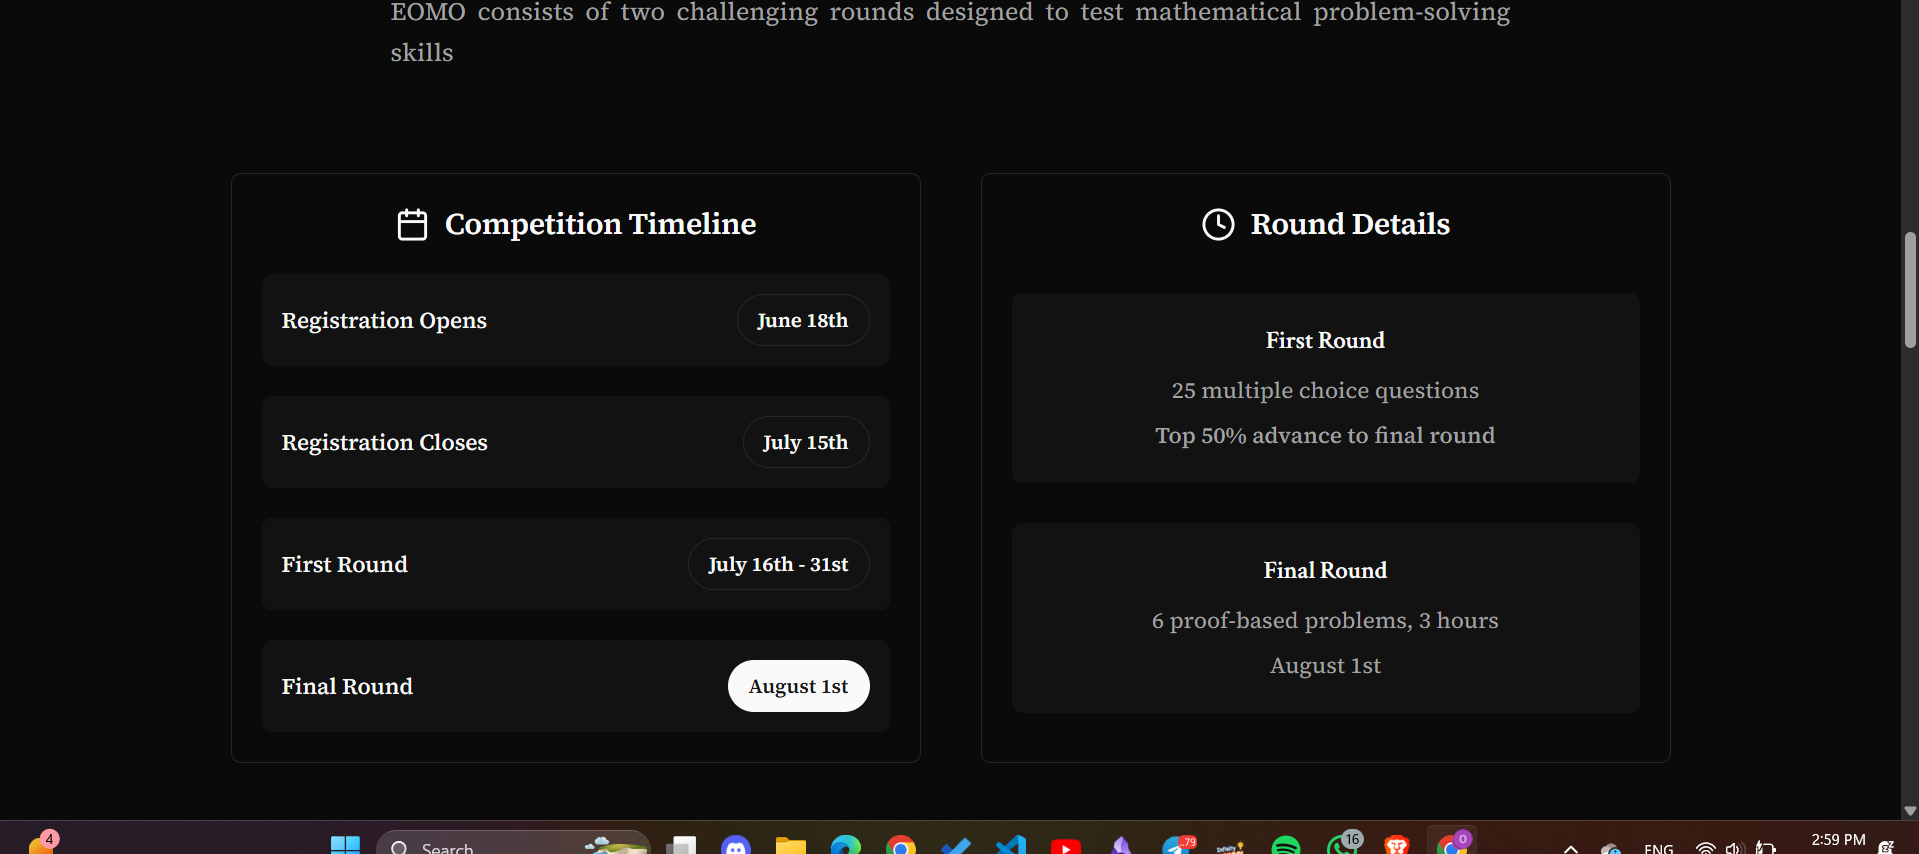 EOMO consists of two challenging rounds designed to test mathematical problem-solving
skills
Competition Timeline
Registration Opens
June 18th
Registration Closes
July 15th
First Round
July 16th - 31st
Final Round
August 1st
Round Details
First Round
25 multiple choice questions
Top 50% advance to final round
Final Round
6 proof-based problems, 3 hours
August 1st
4
Search
.79
16
0
ENG
2:59 PM